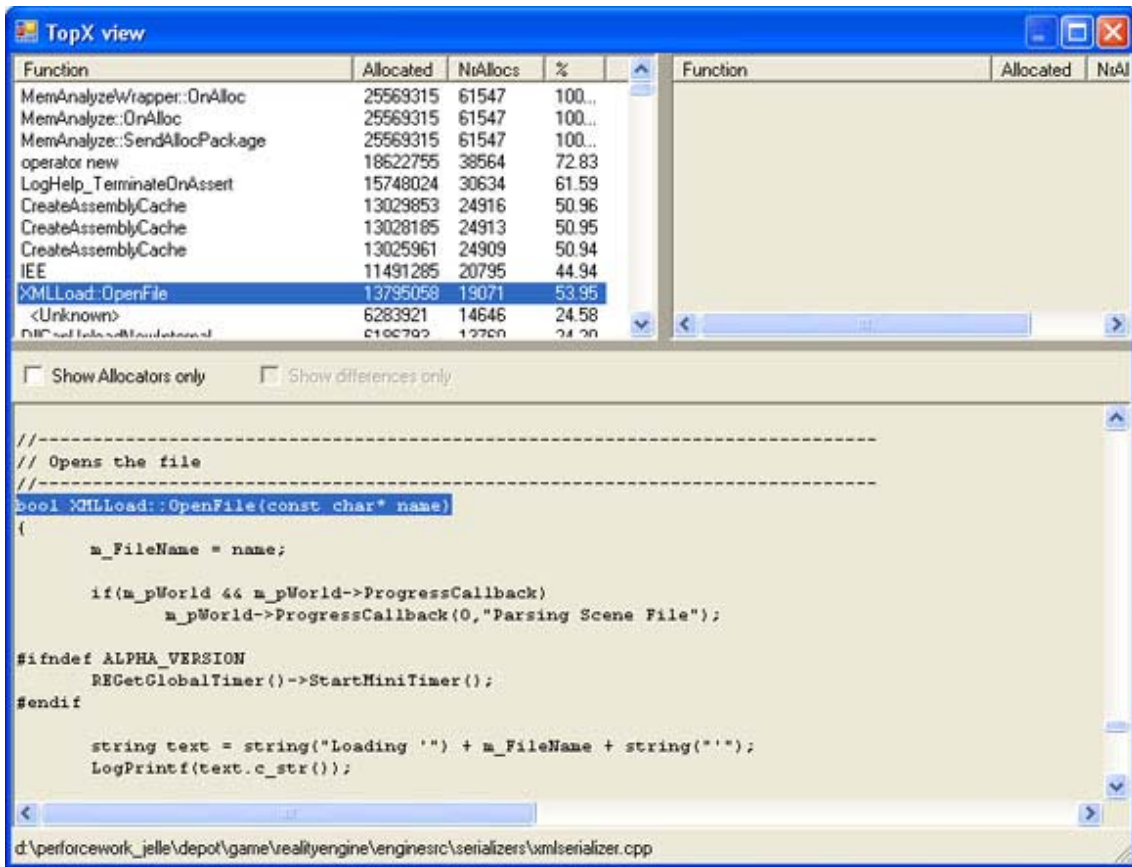 TopX view
Function Allocated NrAllocs %
MemAnalyzeWrapper::OnAlloc 25569315 61547 100...
MemAnalyze::OnAlloc 25569315 61547 100...
MemAnalyze::SendAllocPackage 25569315 61547 100...
operator new 18622755 38564 72.83
LogHelp_TerminateOnAssert 15748024 30634 61.59
CreateAssemblyCache 13029853 24916 50.96
CreateAssemblyCache 13028185 24913 50.95
CreateAssemblyCache 13025961 24909 50.94
IEE 11491285 20795 44.94
XMLLoad::OpenFile 13795058 19071 53.95
<Unknown> 6283921 14646 24.58
Function Allocated NrAl
Show Allocators only Show differences only
//------------------------------------------------------------------------------
// Opens the file
//------------------------------------------------------------------------------
bool XMLLoad::OpenFile(const char* name)
{
m_FileName = name;
if(m_pWorld && m_pWorld->ProgressCallback)
m_pWorld->ProgressCallback(0,"Parsing Scene File");
#ifndef ALPHA_VERSION
REGetGlobalTimer()->StartMiniTimer();
#endif
string text = string("Loading '") + m_FileName + string("'");
LogPrintf(text.c_str());
d:\perforcework_jelle\depot\game\realityengine\enginesrc\serializers\xmlserializer.cpp